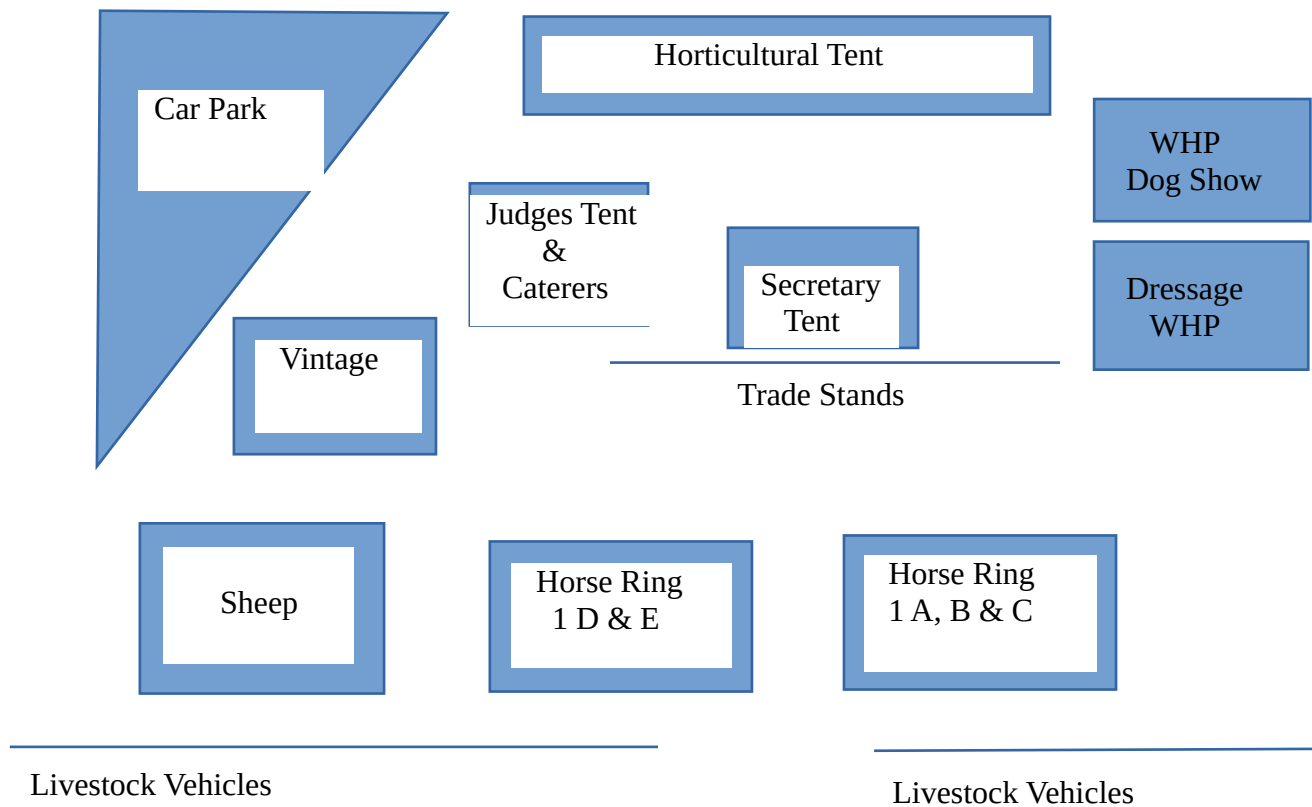 Horticultural Tent
Car Park
WHP
Dog Show
Judges Tent
&
Caterers
Secretary
Tent
Dressage
WHP
Vintage
Trade Stands
Sheep
Horse Ring
1 D & E
Horse Ring
1 A, B & C
Livestock Vehicles
Livestock Vehicles